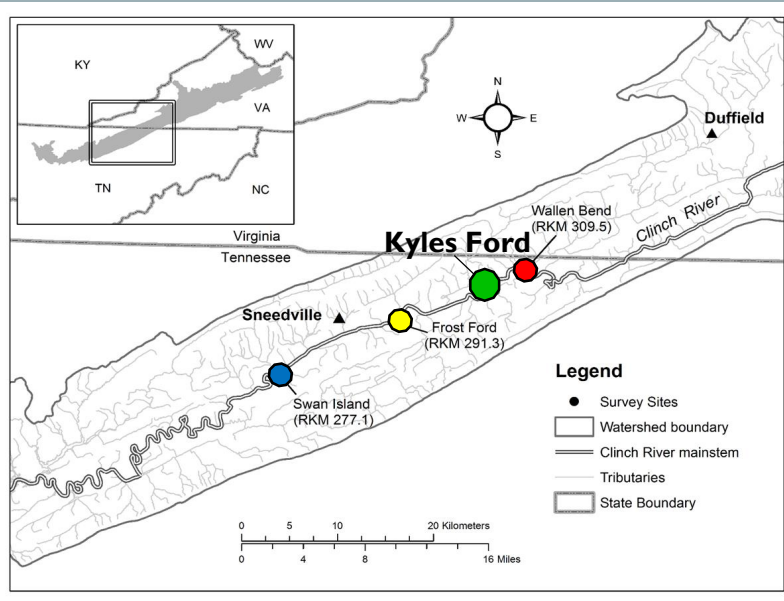 KY
WV
VA
TN
NC
N
W
E
S
Duffield
Wallen Bend
(RKM 309.5)
Clinch River
Virginia
Tennessee
Kyles Ford
Sneedville
Frost Ford
(RKM 291.3)
Swan Island
(RKM 277.1)
Legend
Survey Sites
Watershed boundary
Clinch River mainstem
Tributaries
State Boundary
0 5 10 20 Kilometers
0 4 8 16 Miles